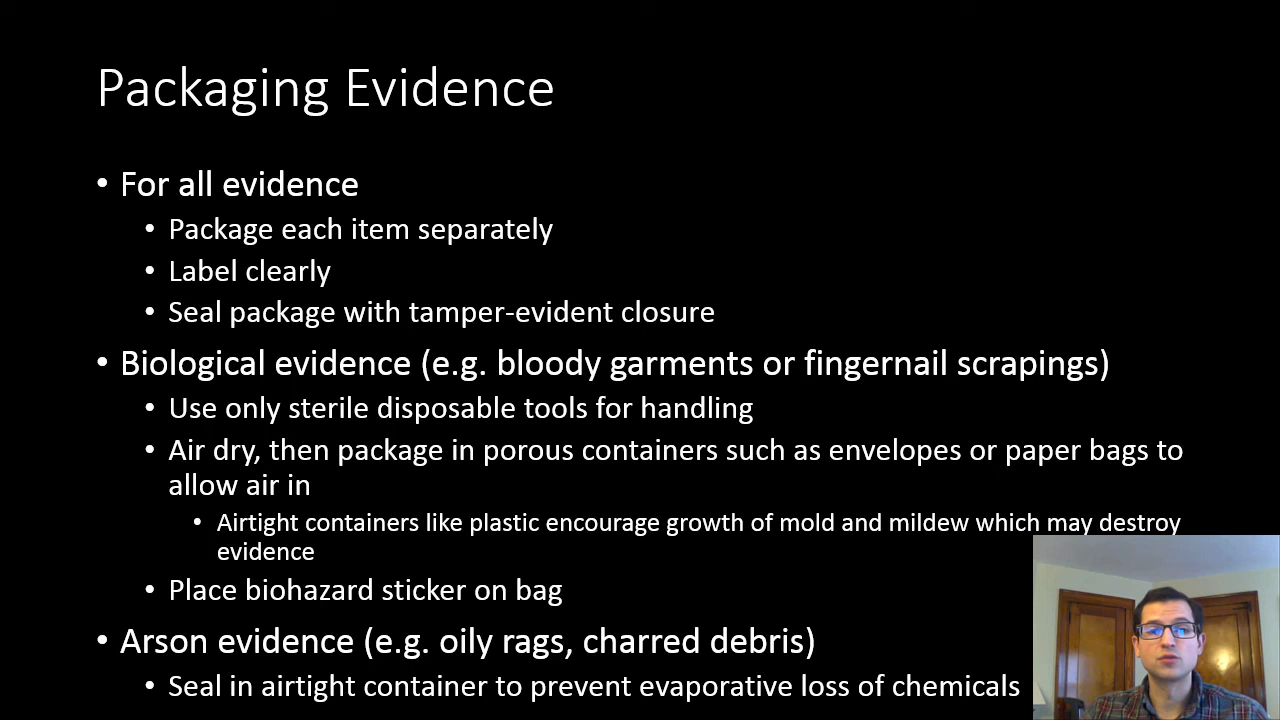 Packaging Evidence
• For all evidence
• Package each item separately
• Label clearly
• Seal package with tamper-evident closure
• Biological evidence (e.g. bloody garments or fingernail scrapings)
• Use only sterile disposable tools for handling
• Air dry, then package in porous containers such as envelopes or paper bags to
allow air in
• Airtight containers like plastic encourage growth of mold and mildew which may destroy
evidence
• Place biohazard sticker on bag
• Arson evidence (e.g. oily rags, charred debris)
• Seal in airtight container to prevent evaporative loss of chemicals